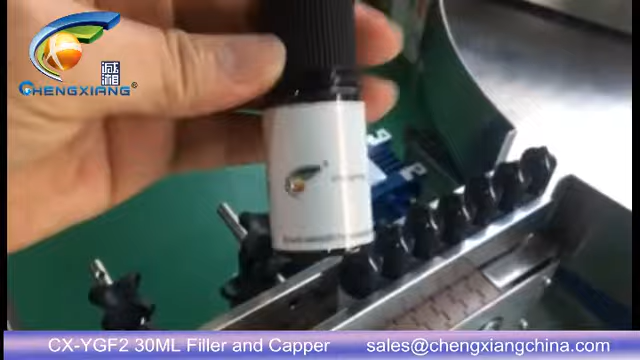 诚湘
CHENGXIANG®
CX-YGF2 30ML Filler and Capper sales@chengxiangchina.com